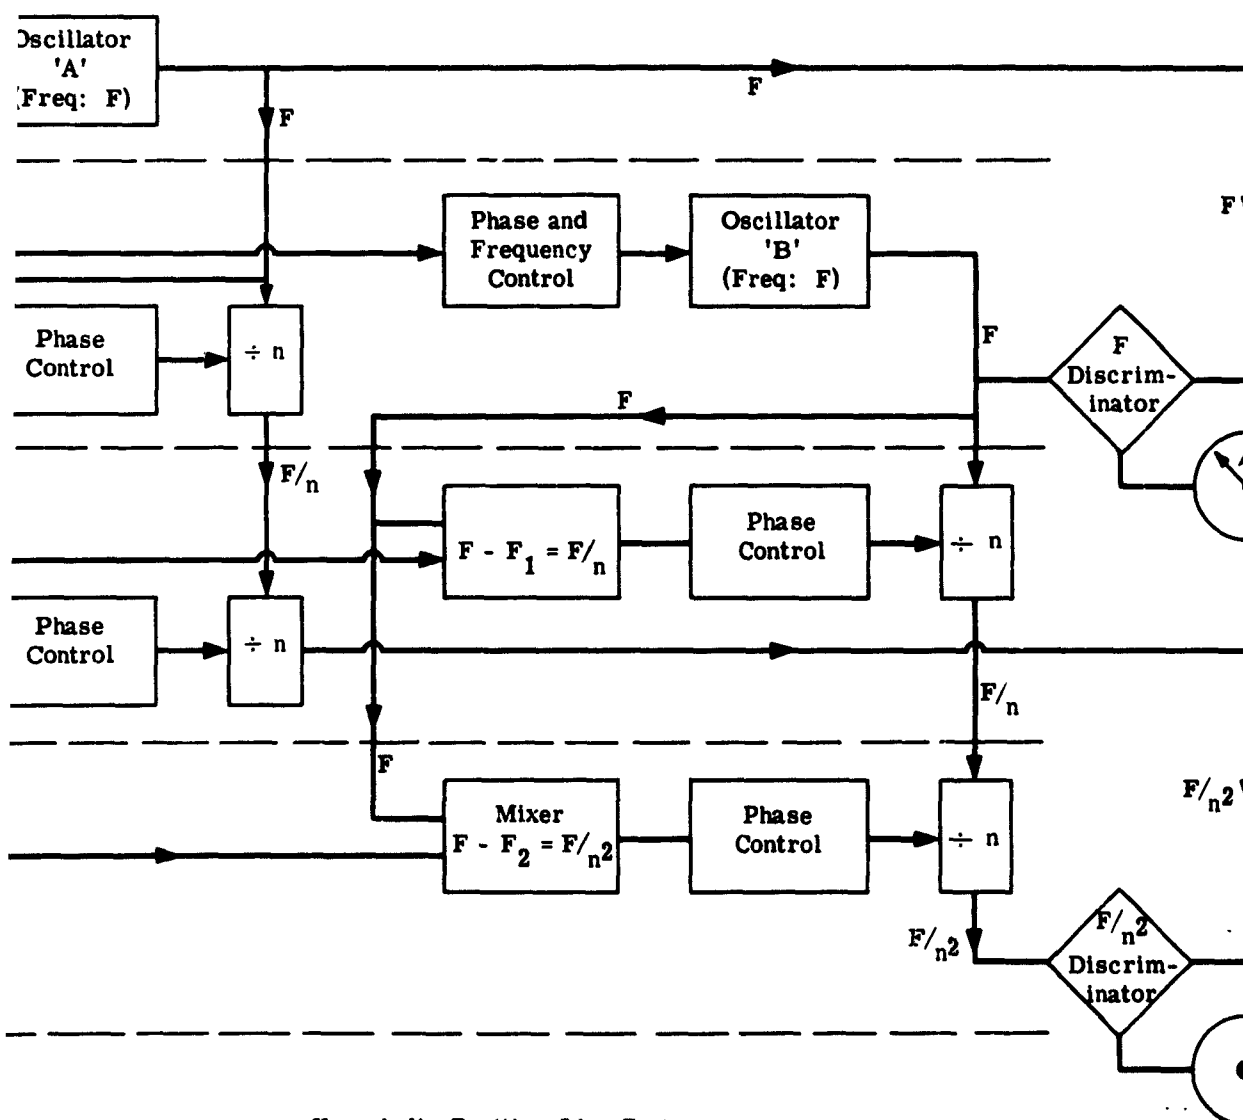 Oscillator
'A'
(Freq: F)
F
F
Phase and
Frequency
Control
Oscillator
'B'
(Freq: F)
F
Phase
Control
÷ n
F
F
Discrim-
inator
F
F/n
F - F1 = F/n
Phase
Control
÷ n
Phase
Control
÷ n
F/n
F
Mixer
F - F2 = F/n2
Phase
Control
÷ n
F/n2
F/n2
F/n2
Discrim-
inator